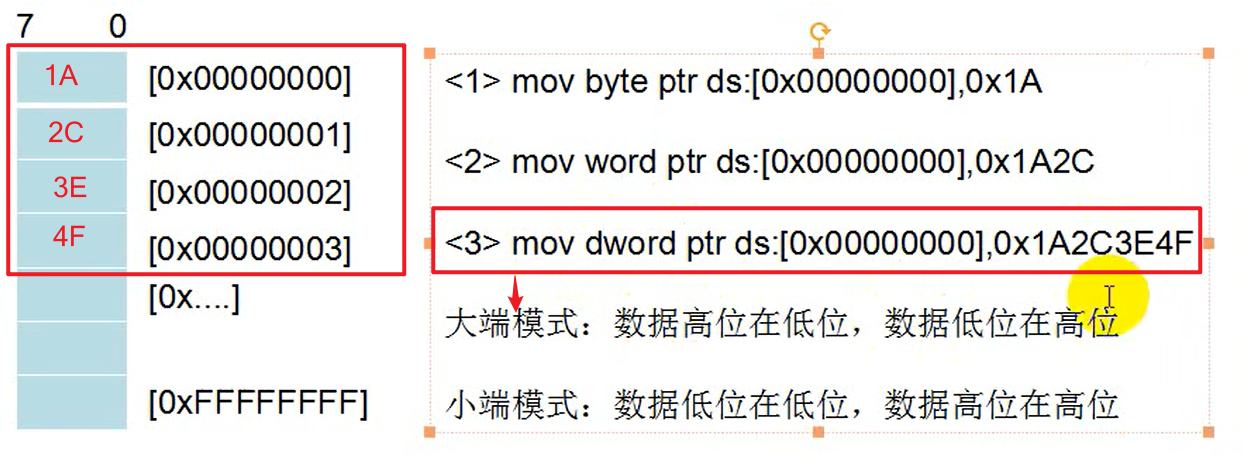 7 0
1A [0x00000000]
2C [0x00000001]
3E [0x00000002]
4F [0x00000003]
[0x....]
[0xFFFFFFFF]
<1> mov byte ptr ds:[0x00000000],0x1A
<2> mov word ptr ds:[0x00000000],0x1A2C
<3> mov dword ptr ds:[0x00000000],0x1A2C3E4F
大端模式：数据高位在低位，数据低位在高位
小端模式：数据低位在低位，数据高位在高位